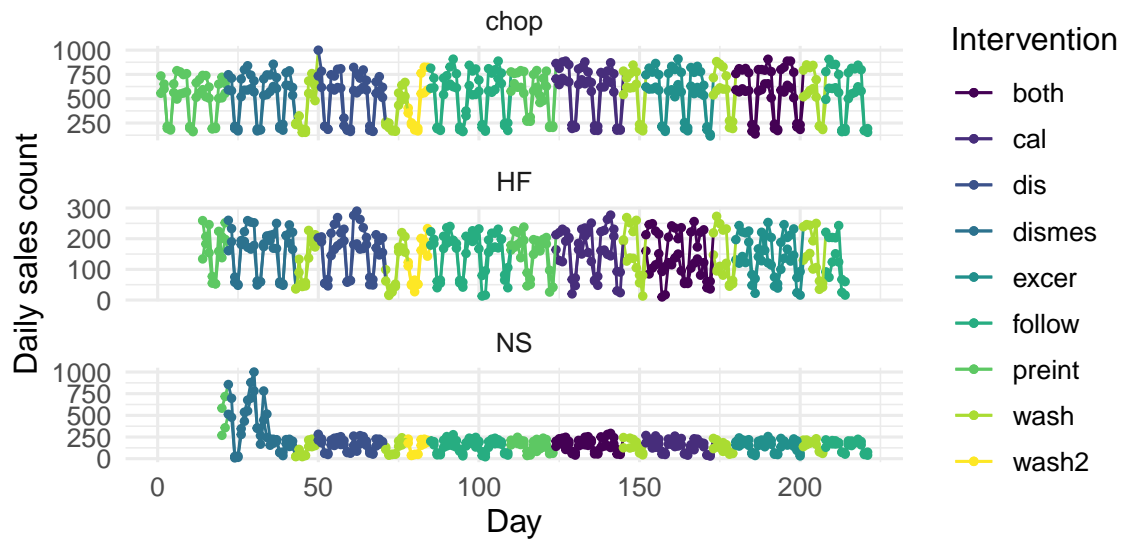 chop
1000
750
500
250
HF
300
200
100
0
NS
1000
750
500
250
0
0 50 100 150 200
Day
Daily sales count
Intervention
both
cal
dis
dismes
excer
follow
preint
wash
wash2